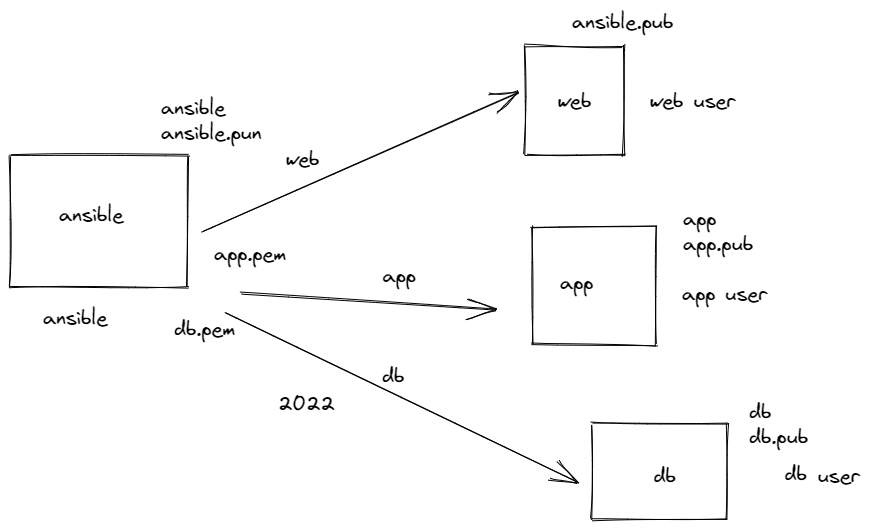 ansible.pub
web
web user
ansible
ansible.pun
web
ansible
app.pem
ansible
db.pem
app
app
app.pub
app
app user
db
2022
db
db.pub
db
db user